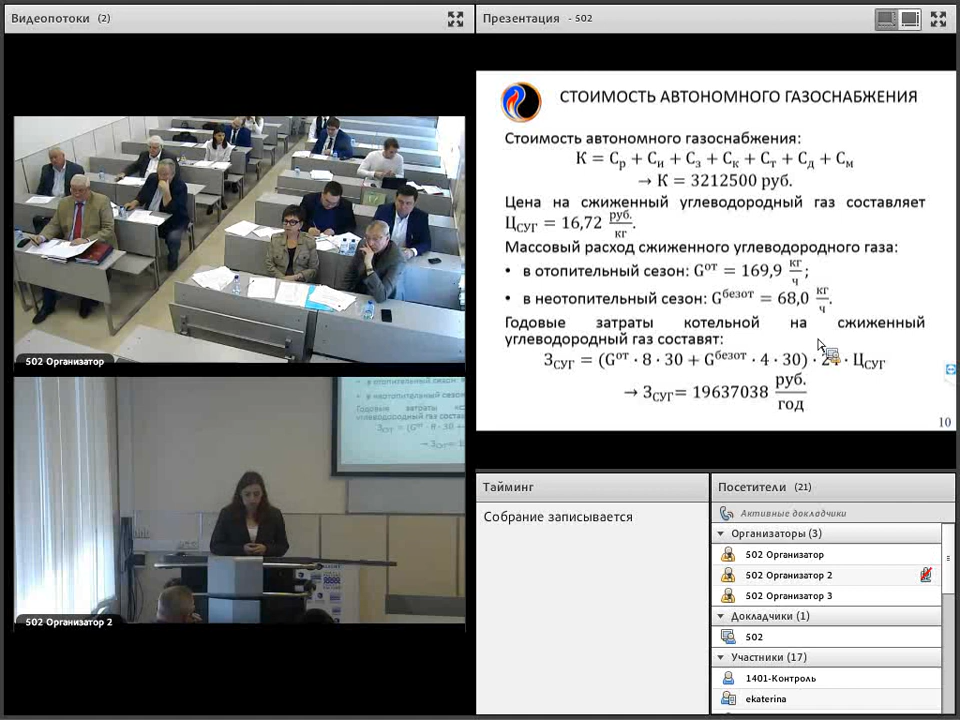 Видеопотоки (2)
502 Организатор
502 Организатор 2
Презентация - 502
СТОИМОСТЬ АВТОНОМНОГО ГАЗОСНАБЖЕНИЯ
Стоимость автономного газоснабжения:
К = Ср + Си + Сз + Ск + Ст + Сд + См
→ К = 3212500 руб.
Цена на сжиженный углеводородный газ составляет
ЦСУГ = 16,72 руб./кг.
Массовый расход сжиженного углеводородного газа:
• в отопительный сезон: Gот = 169,9 кг/ч;
• в неотопительный сезон: Gбезот = 68,0 кг/ч.
Годовые затраты котельной на сжиженный
углеводородный газ составят:
ЗСУГ = (Gот · 8 · 30 + Gбезот · 4 · 30) · 24 · ЦСУГ
→ ЗСУГ = 19637038 руб./год
10
Тайминг
Собрание записывается
Посетители (21)
Активные докладчики
Организаторы (3)
502 Организатор
502 Организатор 2
502 Организатор 3
Докладчики (1)
502
Участники (17)
1401-Контроль
ekaterina